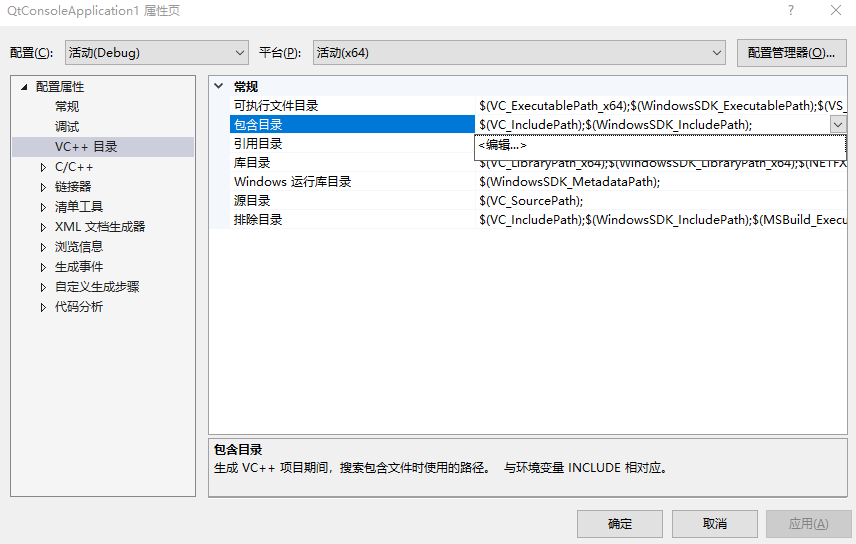 QtConsoleApplication1 属性页
?
配置(C): 活动(Debug) 平台(P): 活动(x64) 配置管理器(O)...
配置属性
常规
调试
VC++ 目录
C/C++
链接器
清单工具
XML 文档生成器
浏览信息
生成事件
自定义生成步骤
代码分析
常规
可执行文件目录 $(VC_ExecutablePath_x64);$(WindowsSDK_ExecutablePath);$(VS_
包含目录 $(VC_IncludePath);$(WindowsSDK_IncludePath);
引用目录 <编辑...>
库目录 $(VC_LibraryPath_x64);$(WindowsSDK_LibraryPath_x64);$(NETFX
Windows 运行库目录 $(WindowsSDK_MetadataPath);
源目录 $(VC_SourcePath);
排除目录 $(VC_IncludePath);$(WindowsSDK_IncludePath);$(MSBuild_Execu
包含目录
生成 VC++ 项目期间，搜索包含文件时使用的路径。 与环境变量 INCLUDE 相对应。
确定 取消 应用(A)